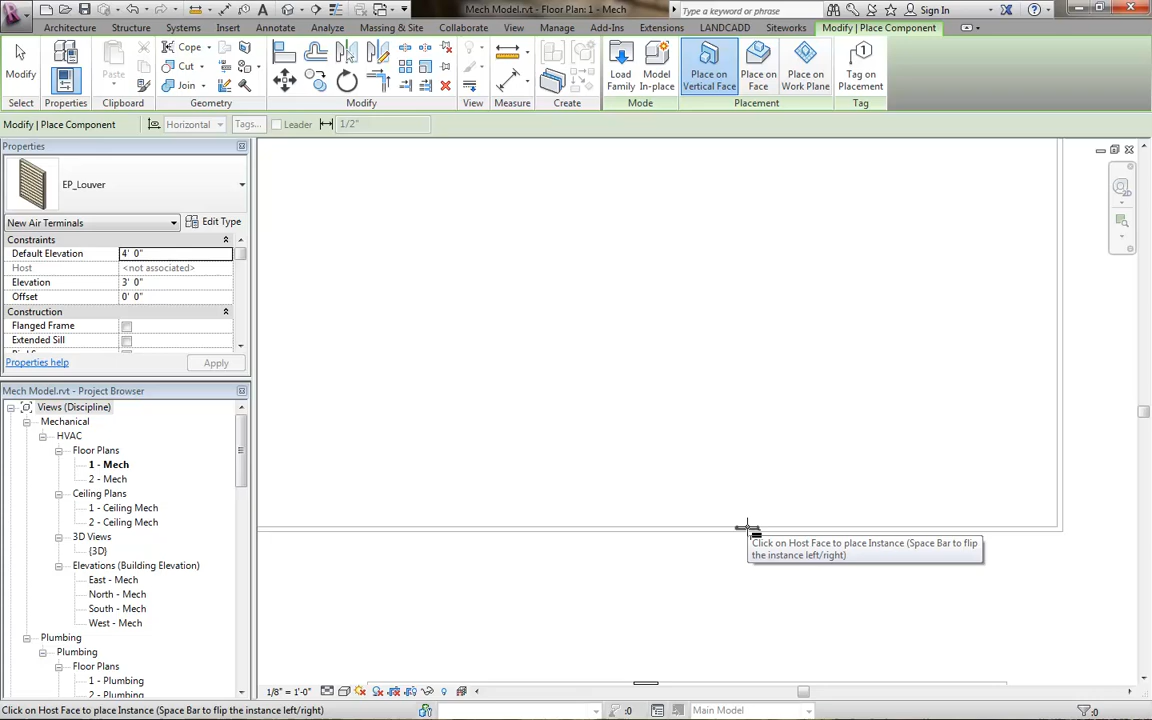 Mech Model.rvt - Floor Plan: 1 - Mech
Type a keyword or phrase
Sign In
Architecture Structure Systems Insert Annotate Analyze Massing & Site Collaborate View Manage Add-Ins Extensions LANDCADD Siteworks Modify | Place Component
Modify
Paste
Cope
Cut
Join
Load Family
Model In-place
Place on Vertical Face
Place on Face
Place on Work Plane
Tag on Placement
Select Properties Clipboard Geometry Modify View Measure Create Mode Placement Tag
Modify | Place Component Horizontal Tags... Leader 1/2"
Properties
EP_Louver
New Air Terminals Edit Type
Constraints
Default Elevation 4' 0"
Host <not associated>
Elevation 3' 0"
Offset 0' 0"
Construction
Flanged Frame
Extended Sill
Properties help Apply
Mech Model.rvt - Project Browser
Views (Discipline)
Mechanical
HVAC
Floor Plans
1 - Mech
2 - Mech
Ceiling Plans
1 - Ceiling Mech
2 - Ceiling Mech
3D Views
{3D}
Elevations (Building Elevation)
East - Mech
North - Mech
South - Mech
West - Mech
Plumbing
Plumbing
Floor Plans
1 - Plumbing
2 - Plumbing
Click on Host Face to place Instance (Space Bar to flip
the instance left/right)
1/8" = 1'-0"
Click on Host Face to place Instance (Space Bar to flip the instance left/right) :0 Main Model :0